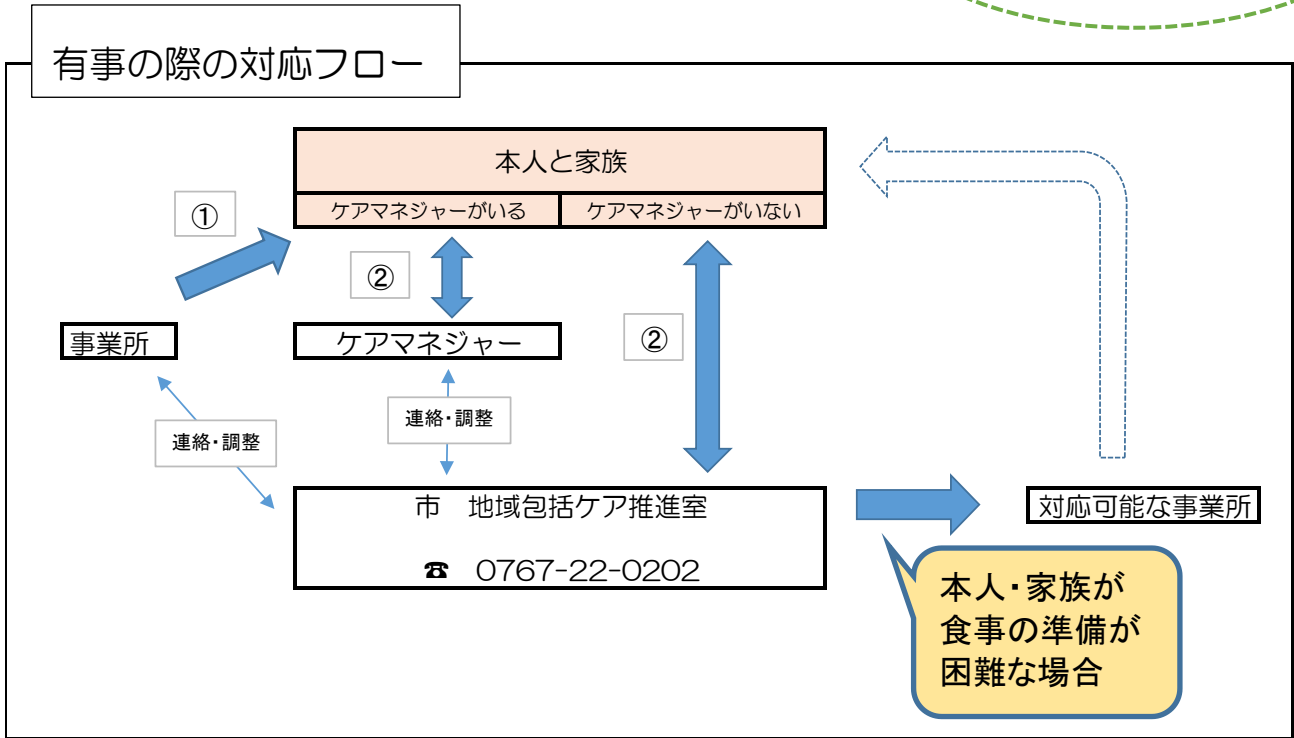 有事の際の対応フロー
本人と家族
ケアマネジャーがいる
ケアマネジャーがいない
①
②
事業所
ケアマネジャー
②
連絡・調整
連絡・調整
市　地域包括ケア推進室
☎ 0767-22-0202
対応可能な事業所
本人・家族が
食事の準備が
困難な場合